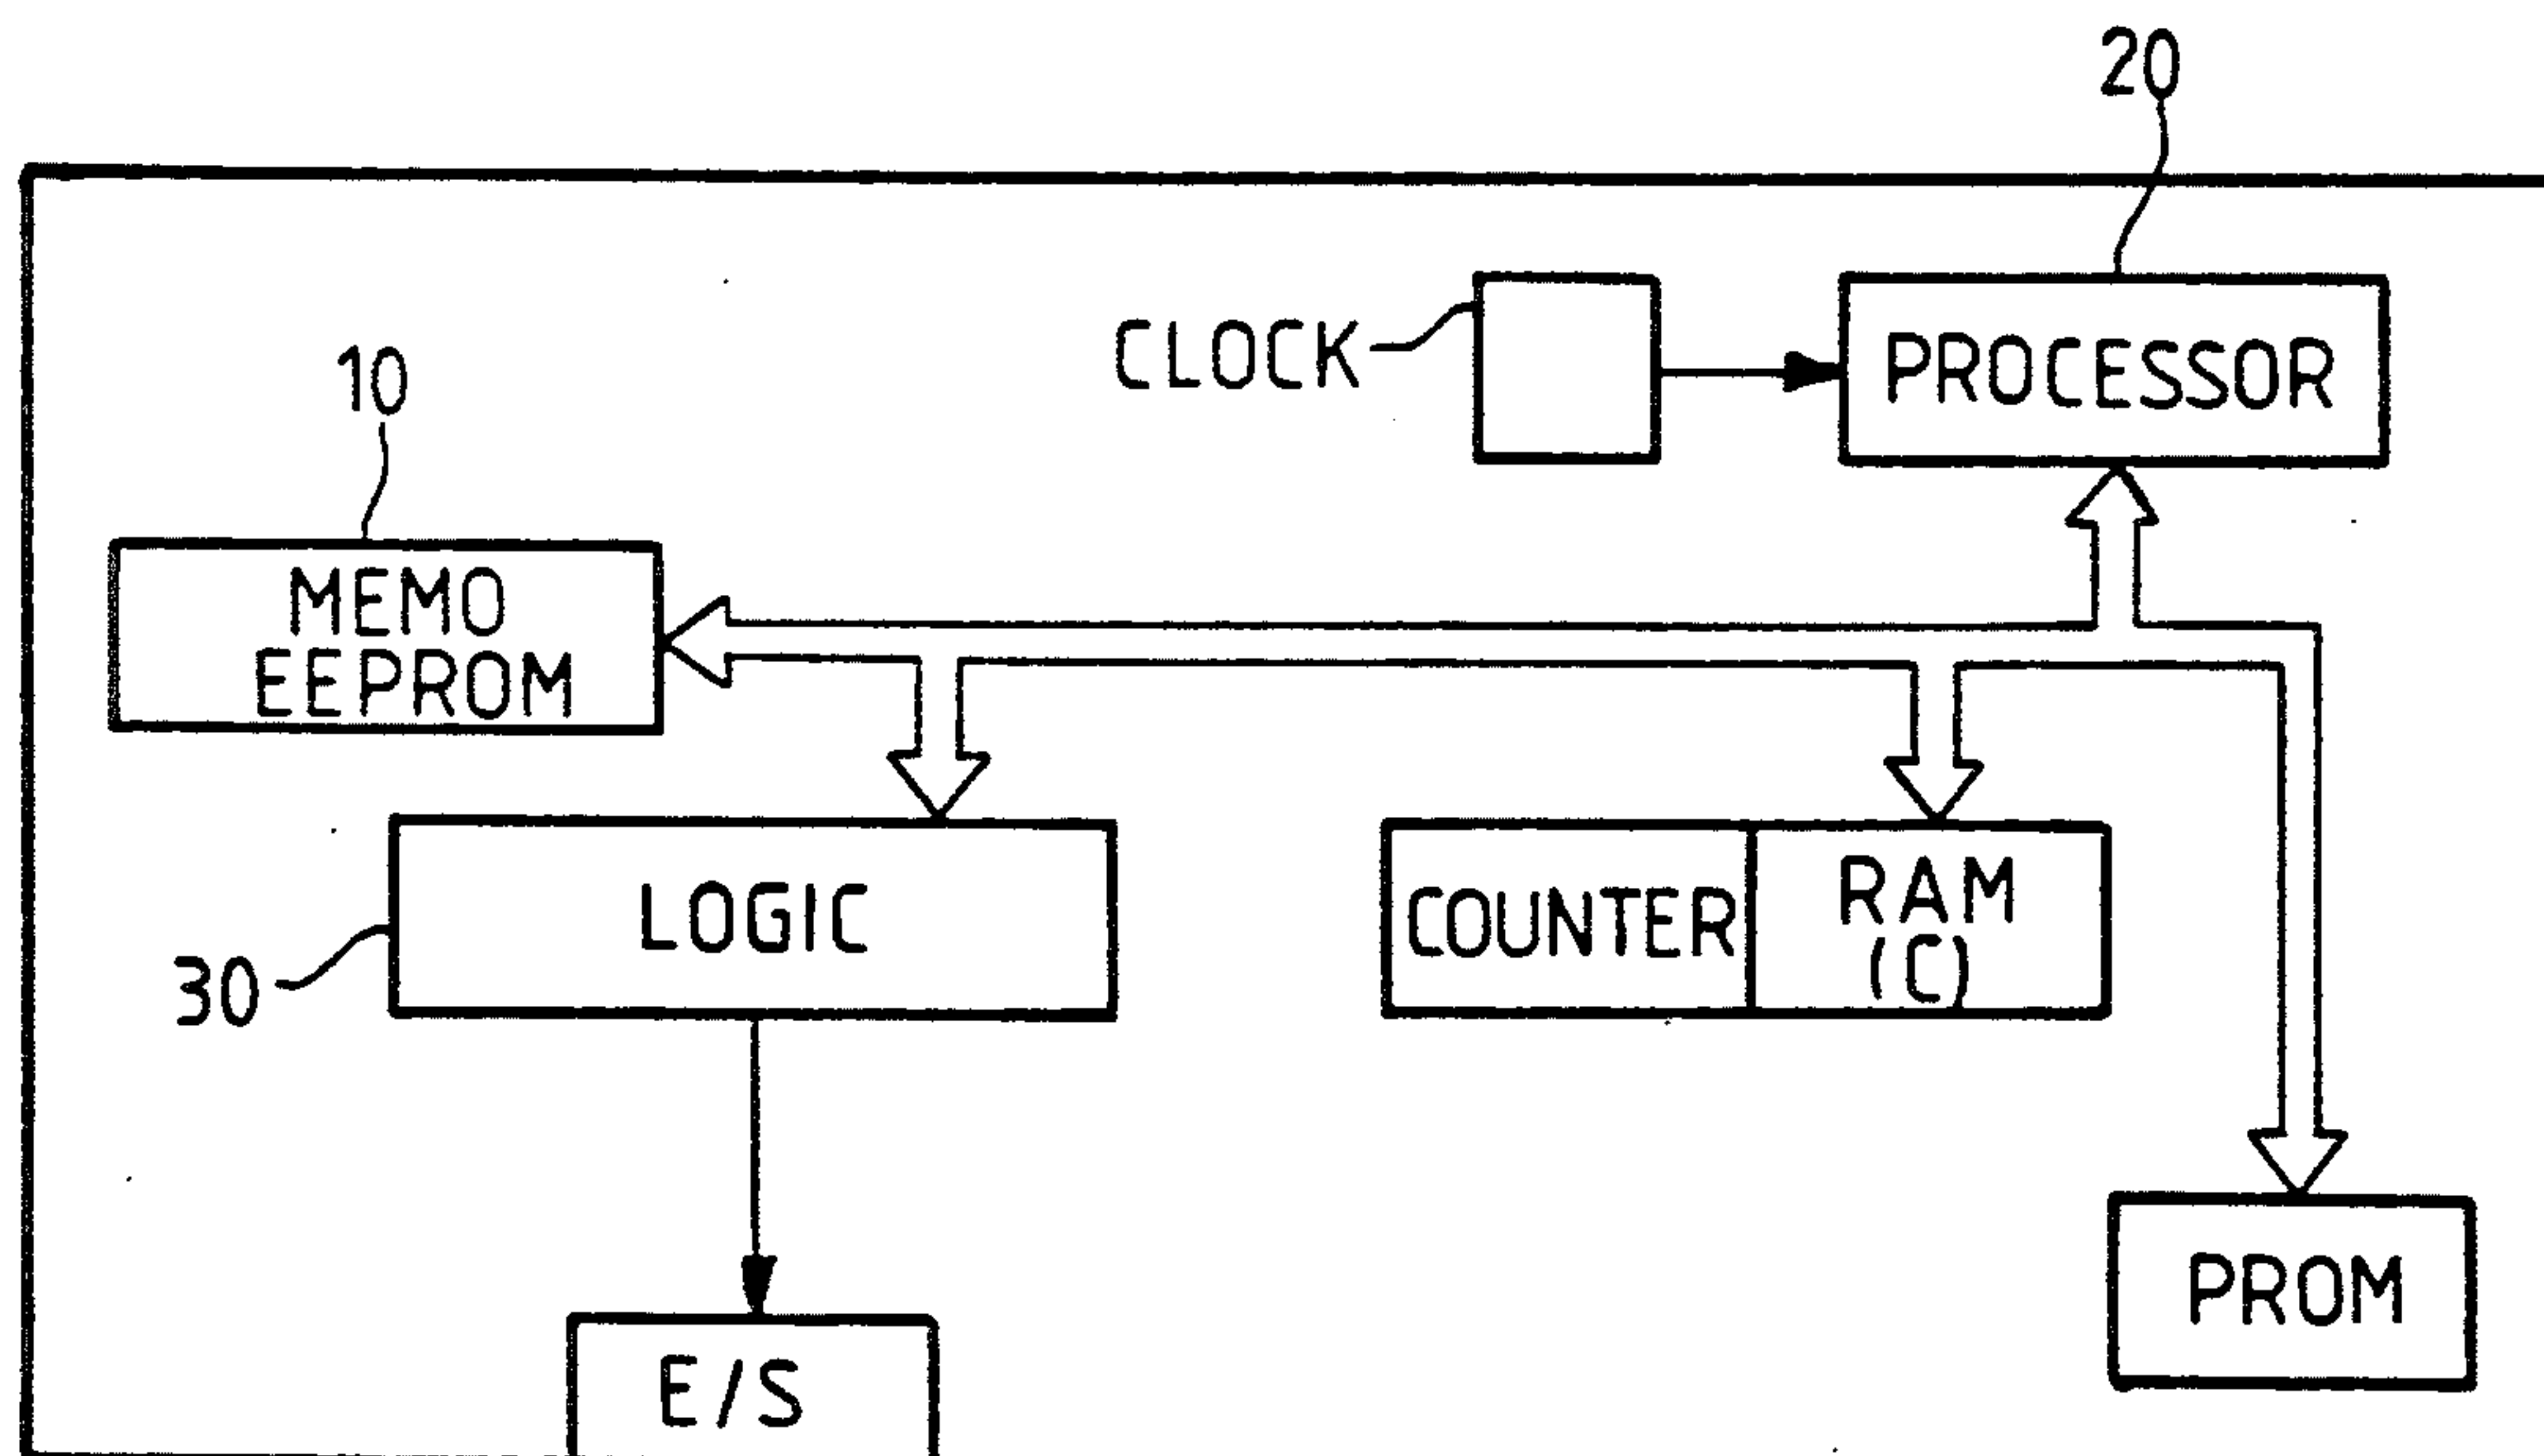 20
CLOCK
PROCESSOR
10
MEMO
EEPROM
LOGIC
COUNTER
RAM
(C)
30
PROM
E/S